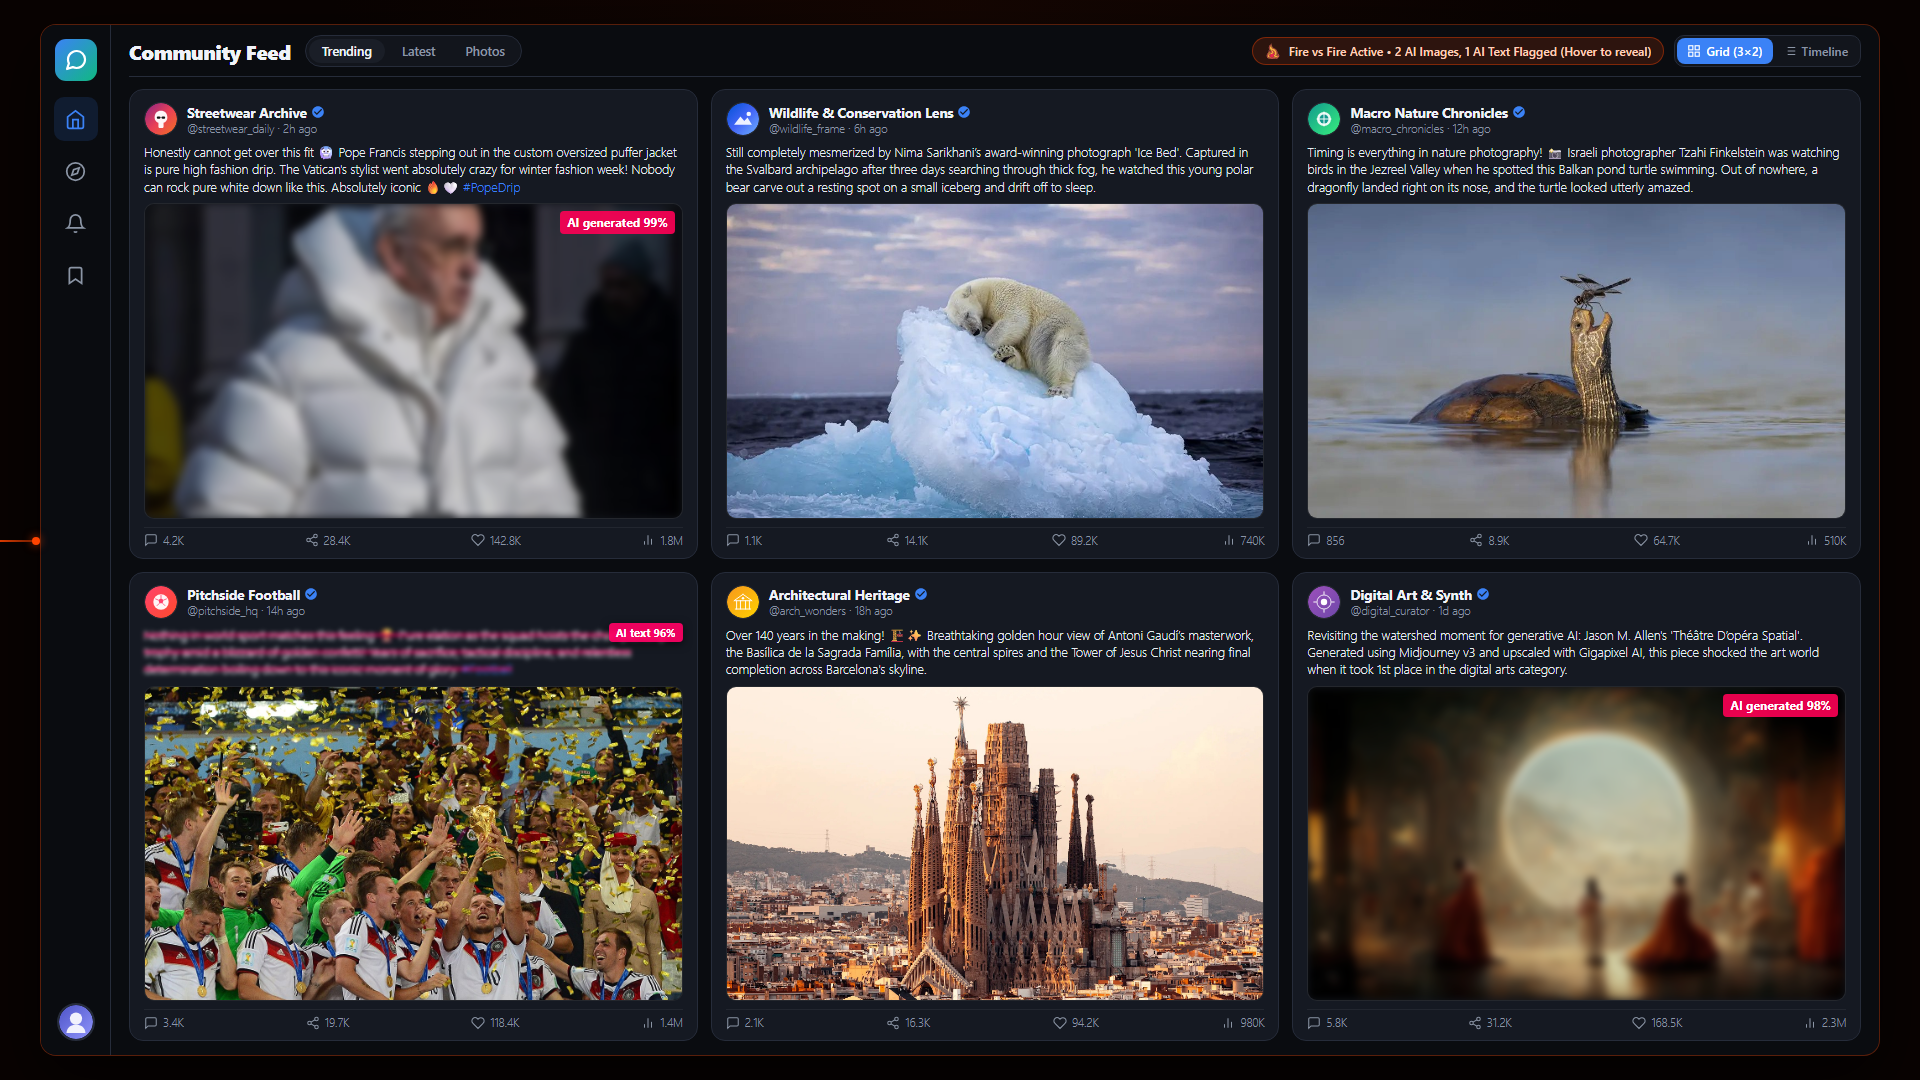 Community Feed
Trending
Latest
Photos
Fire vs Fire Active • 2 AI Images, 1 AI Text Flagged (Hover to reveal)
Grid (3×2)
Timeline
Streetwear Archive
@streetwear_daily · 2h ago
Honestly cannot get over this fit 🥶 Pope Francis stepping out in the custom oversized puffer jacket
is pure high fashion drip. The Vatican's stylist went absolutely crazy for winter fashion week! Nobody
can rock pure white down like this. Absolutely iconic 🔥 🤍 #PopeDrip
AI generated 99%
4.2K
28.4K
142.8K
1.8M
Wildlife & Conservation Lens
@wildlife_frame · 6h ago
Still completely mesmerized by Nima Sarikhani's award-winning photograph 'Ice Bed'. Captured in
the Svalbard archipelago after three days searching through thick fog, he watched this young polar
bear carve out a resting spot on a small iceberg and drift off to sleep.
1.1K
14.1K
89.2K
740K
Macro Nature Chronicles
@macro_chronicles · 12h ago
Timing is everything in nature photography! 📷 Israeli photographer Tzahi Finkelstein was watching
birds in the Jezreel Valley when he spotted this Balkan pond turtle swimming. Out of nowhere, a
dragonfly landed right on its nose, and the turtle looked utterly amazed.
856
8.9K
64.7K
510K
Pitchside Football
@pitchside_hq · 14h ago
AI text 96%
3.4K
19.7K
118.4K
1.4M
Architectural Heritage
@arch_wonders · 18h ago
Over 140 years in the making! 🏗️ ✨ Breathtaking golden hour view of Antoni Gaudí's masterwork,
the Basílica de la Sagrada Família, with the central spires and the Tower of Jesus Christ nearing final
completion across Barcelona's skyline.
2.1K
16.3K
94.2K
980K
Digital Art & Synth
@digital_curator · 1d ago
Revisiting the watershed moment for generative AI: Jason M. Allen's 'Théâtre D'opéra Spatial'.
Generated using Midjourney v3 and upscaled with Gigapixel AI, this piece shocked the art world
when it took 1st place in the digital arts category.
AI generated 98%
5.8K
31.2K
168.5K
2.3M